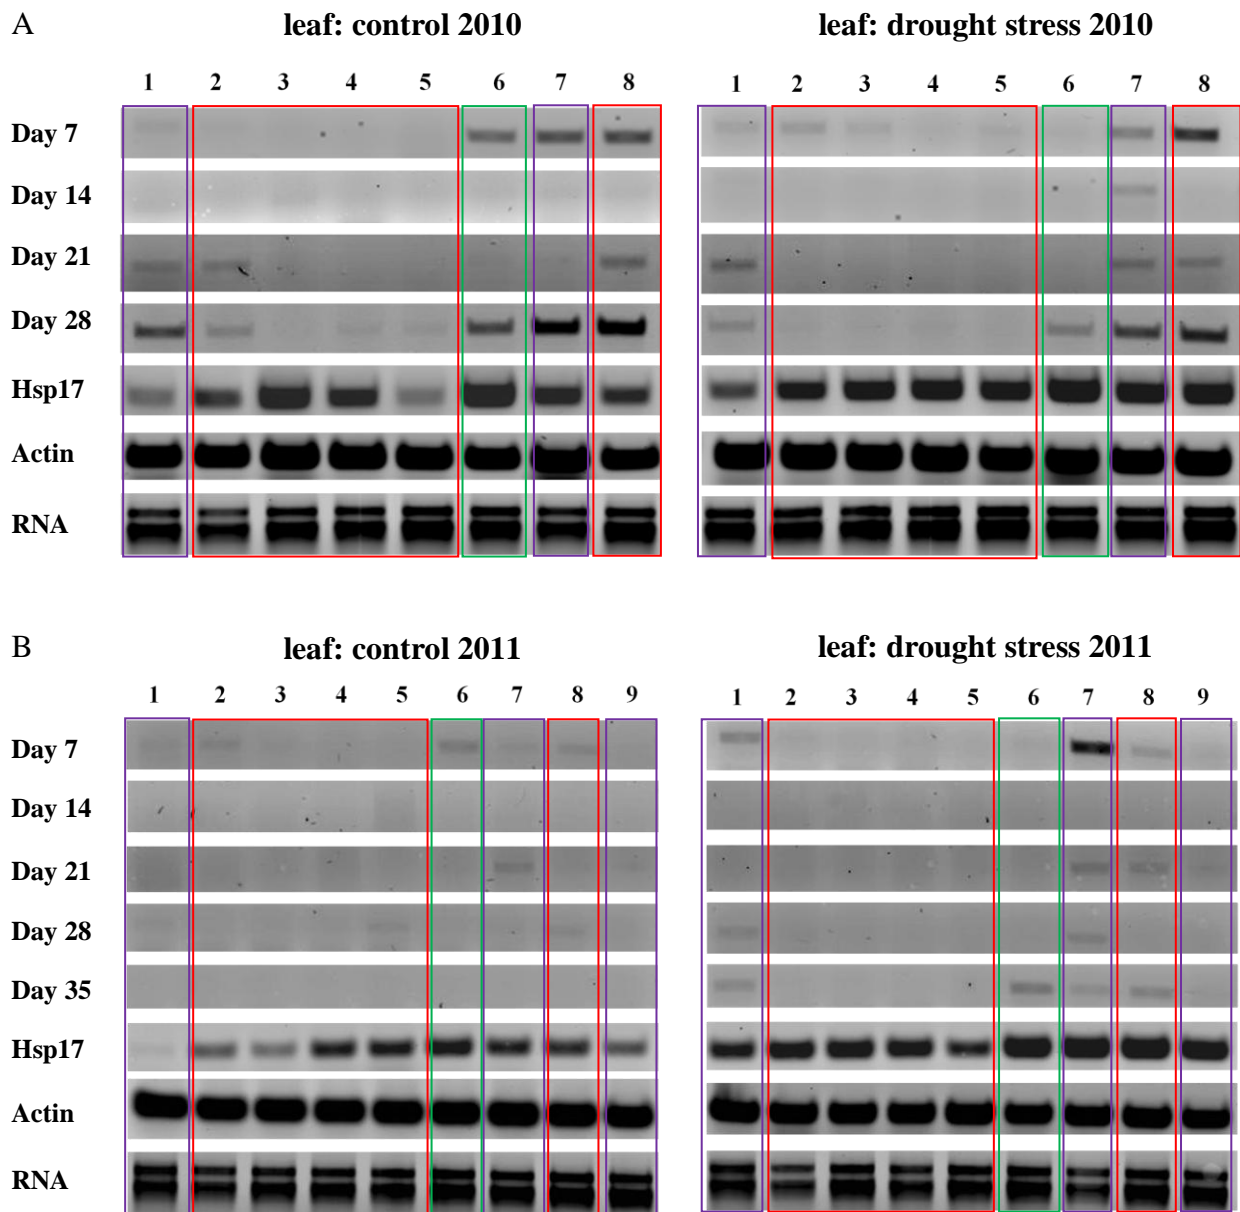 A leaf: control 2010 leaf: drought stress 2010
1 2 3 4 5 6 7 8 1 2 3 4 5 6 7 8
Day 7
Day 14
Day 21
Day 28
Hsp17
Actin
RNA
B leaf: control 2011 leaf: drought stress 2011
1 2 3 4 5 6 7 8 9 1 2 3 4 5 6 7 8 9
Day 7
Day 14
Day 21
Day 28
Day 35
Hsp17
Actin
RNA